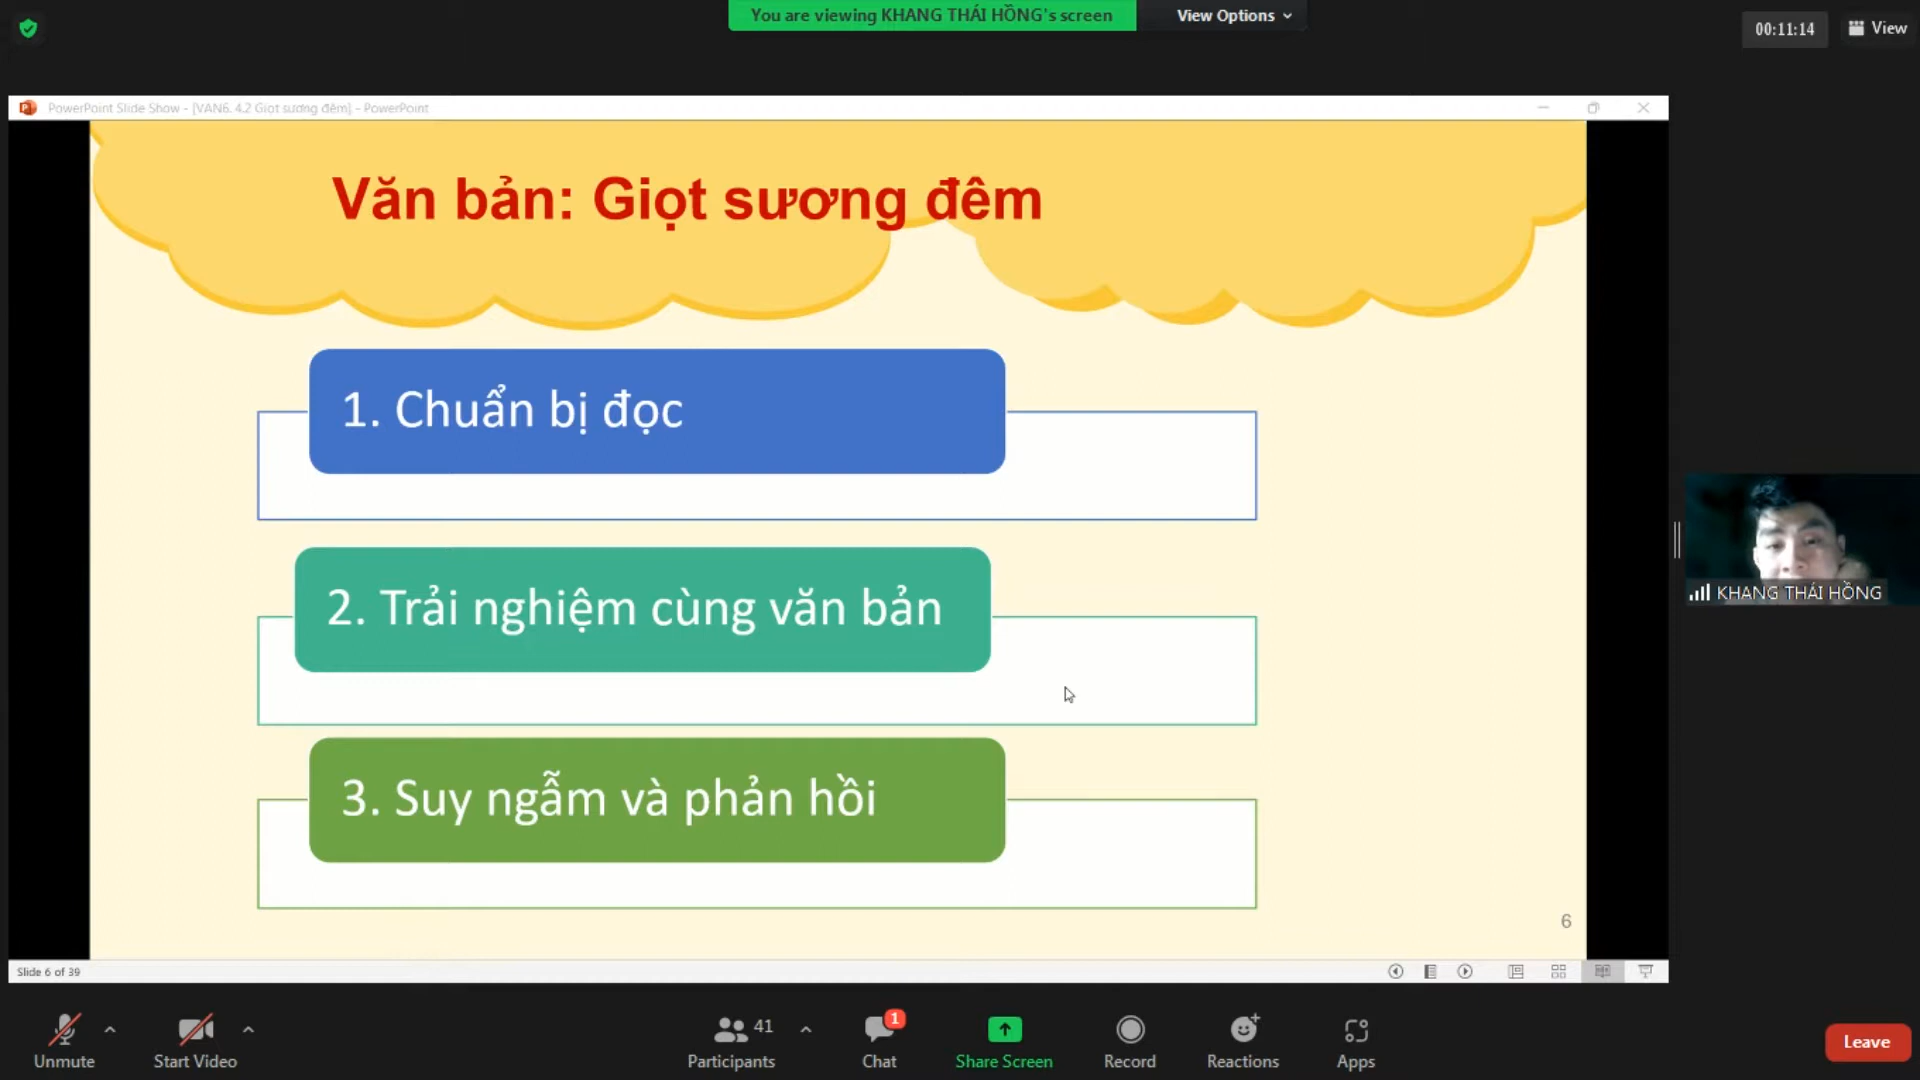 You are viewing KHANG THÁI HỒNG's screen
View Options
00:11:14
View
PowerPoint Slide Show - [VAN6. 4.2 Giọt sương đêm] - PowerPoint
Văn bản: Giọt sương đêm
1. Chuẩn bị đọc
2. Trải nghiệm cùng văn bản
3. Suy ngẫm và phản hồi
6
KHANG THÁI HỒNG
Slide 6 of 39
Unmute
Start Video
41
Participants
1
Chat
Share Screen
Record
Reactions
Apps
Leave